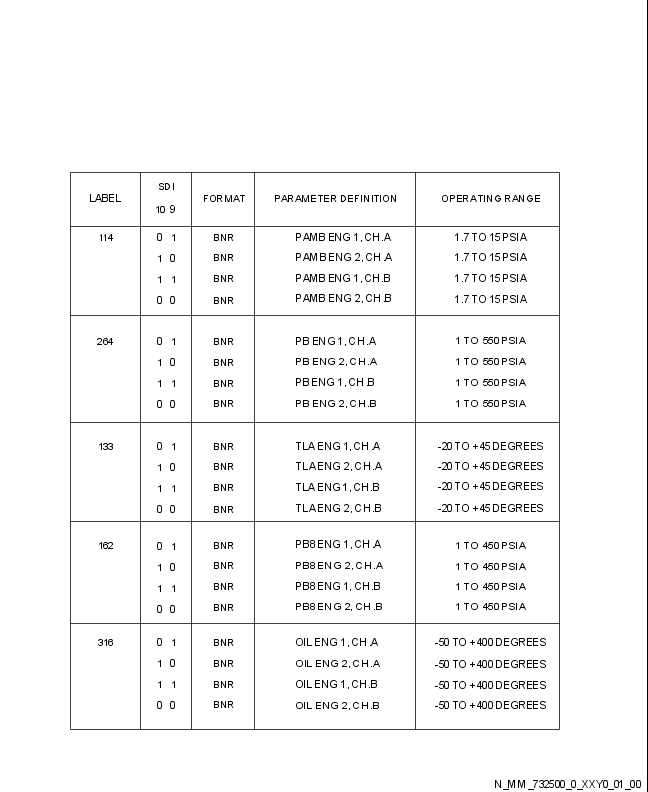 LABEL SDI 10 9 FORMAT PARAMETER DEFINITION OPERATING RANGE
114 0 1 BNR PAMB ENG 1, CH.A 1.7 TO 15 PSIA
1 0 BNR PAMB ENG 2, CH.A 1.7 TO 15 PSIA
1 1 BNR PAMB ENG 1, CH.B 1.7 TO 15 PSIA
0 0 BNR PAMB ENG 2, CH.B 1.7 TO 15 PSIA
264 0 1 BNR PB ENG 1, CH.A 1 TO 550 PSIA
1 0 BNR PB ENG 2, CH.A 1 TO 550 PSIA
1 1 BNR PB ENG 1, CH.B 1 TO 550 PSIA
0 0 BNR PB ENG 2, CH.B 1 TO 550 PSIA
133 0 1 BNR TLA ENG 1, CH.A -20 TO +45 DEGREES
1 0 BNR TLA ENG 2, CH.A -20 TO +45 DEGREES
1 1 BNR TLA ENG 1, CH.B -20 TO +45 DEGREES
0 0 BNR TLA ENG 2, CH.B -20 TO +45 DEGREES
162 0 1 BNR PB8 ENG 1, CH.A 1 TO 450 PSIA
1 0 BNR PB8 ENG 2, CH.A 1 TO 450 PSIA
1 1 BNR PB8 ENG 1, CH.B 1 TO 450 PSIA
0 0 BNR PB8 ENG 2, CH.B 1 TO 450 PSIA
316 0 1 BNR OIL ENG 1, CH.A -50 TO +400 DEGREES
1 0 BNR OIL ENG 2, CH.A -50 TO +400 DEGREES
1 1 BNR OIL ENG 1, CH.B -50 TO +400 DEGREES
0 0 BNR OIL ENG 2, CH.B -50 TO +400 DEGREES
N_MM_732500_0_XXY0_01_00